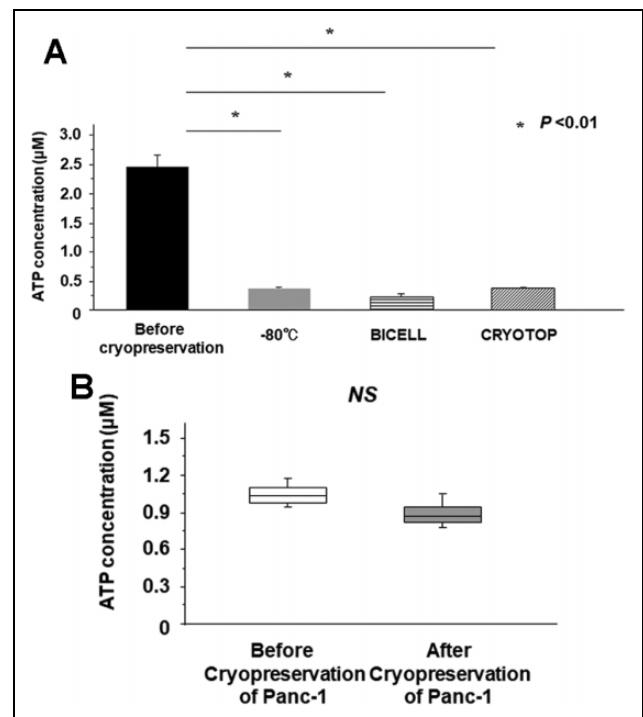 A
*
*
*
* P <0.01
ATP concentration (µM)
3.0
2.5
2.0
1.5
1.0
0.5
0
Before
cryopreservation
-80℃
BICELL
CRYOTOP
B
NS
ATP concentration (µM)
1.5
1.2
0.9
0.6
0.3
0
Before
Cryopreservation
of Panc-1
After
Cryopreservation
of Panc-1